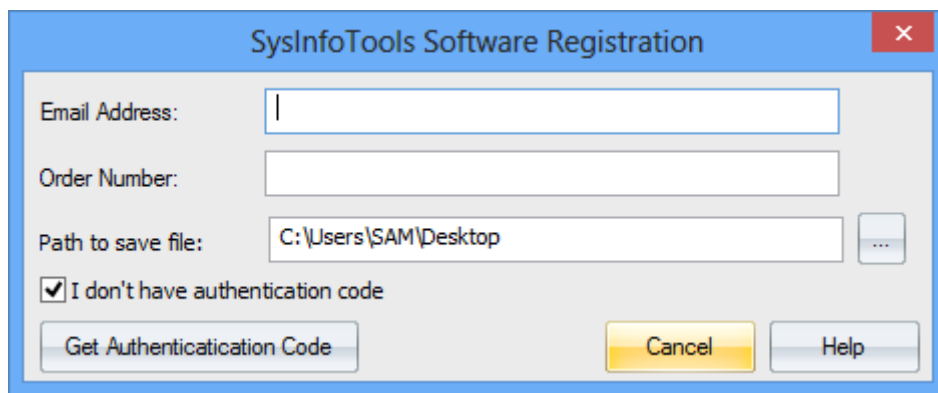 SysInfoTools Software Registration
Email Address:
Order Number:
Path to save file: C:\Users\SAM\Desktop ...
I don't have authentication code
Get Authenticatication Code Cancel Help